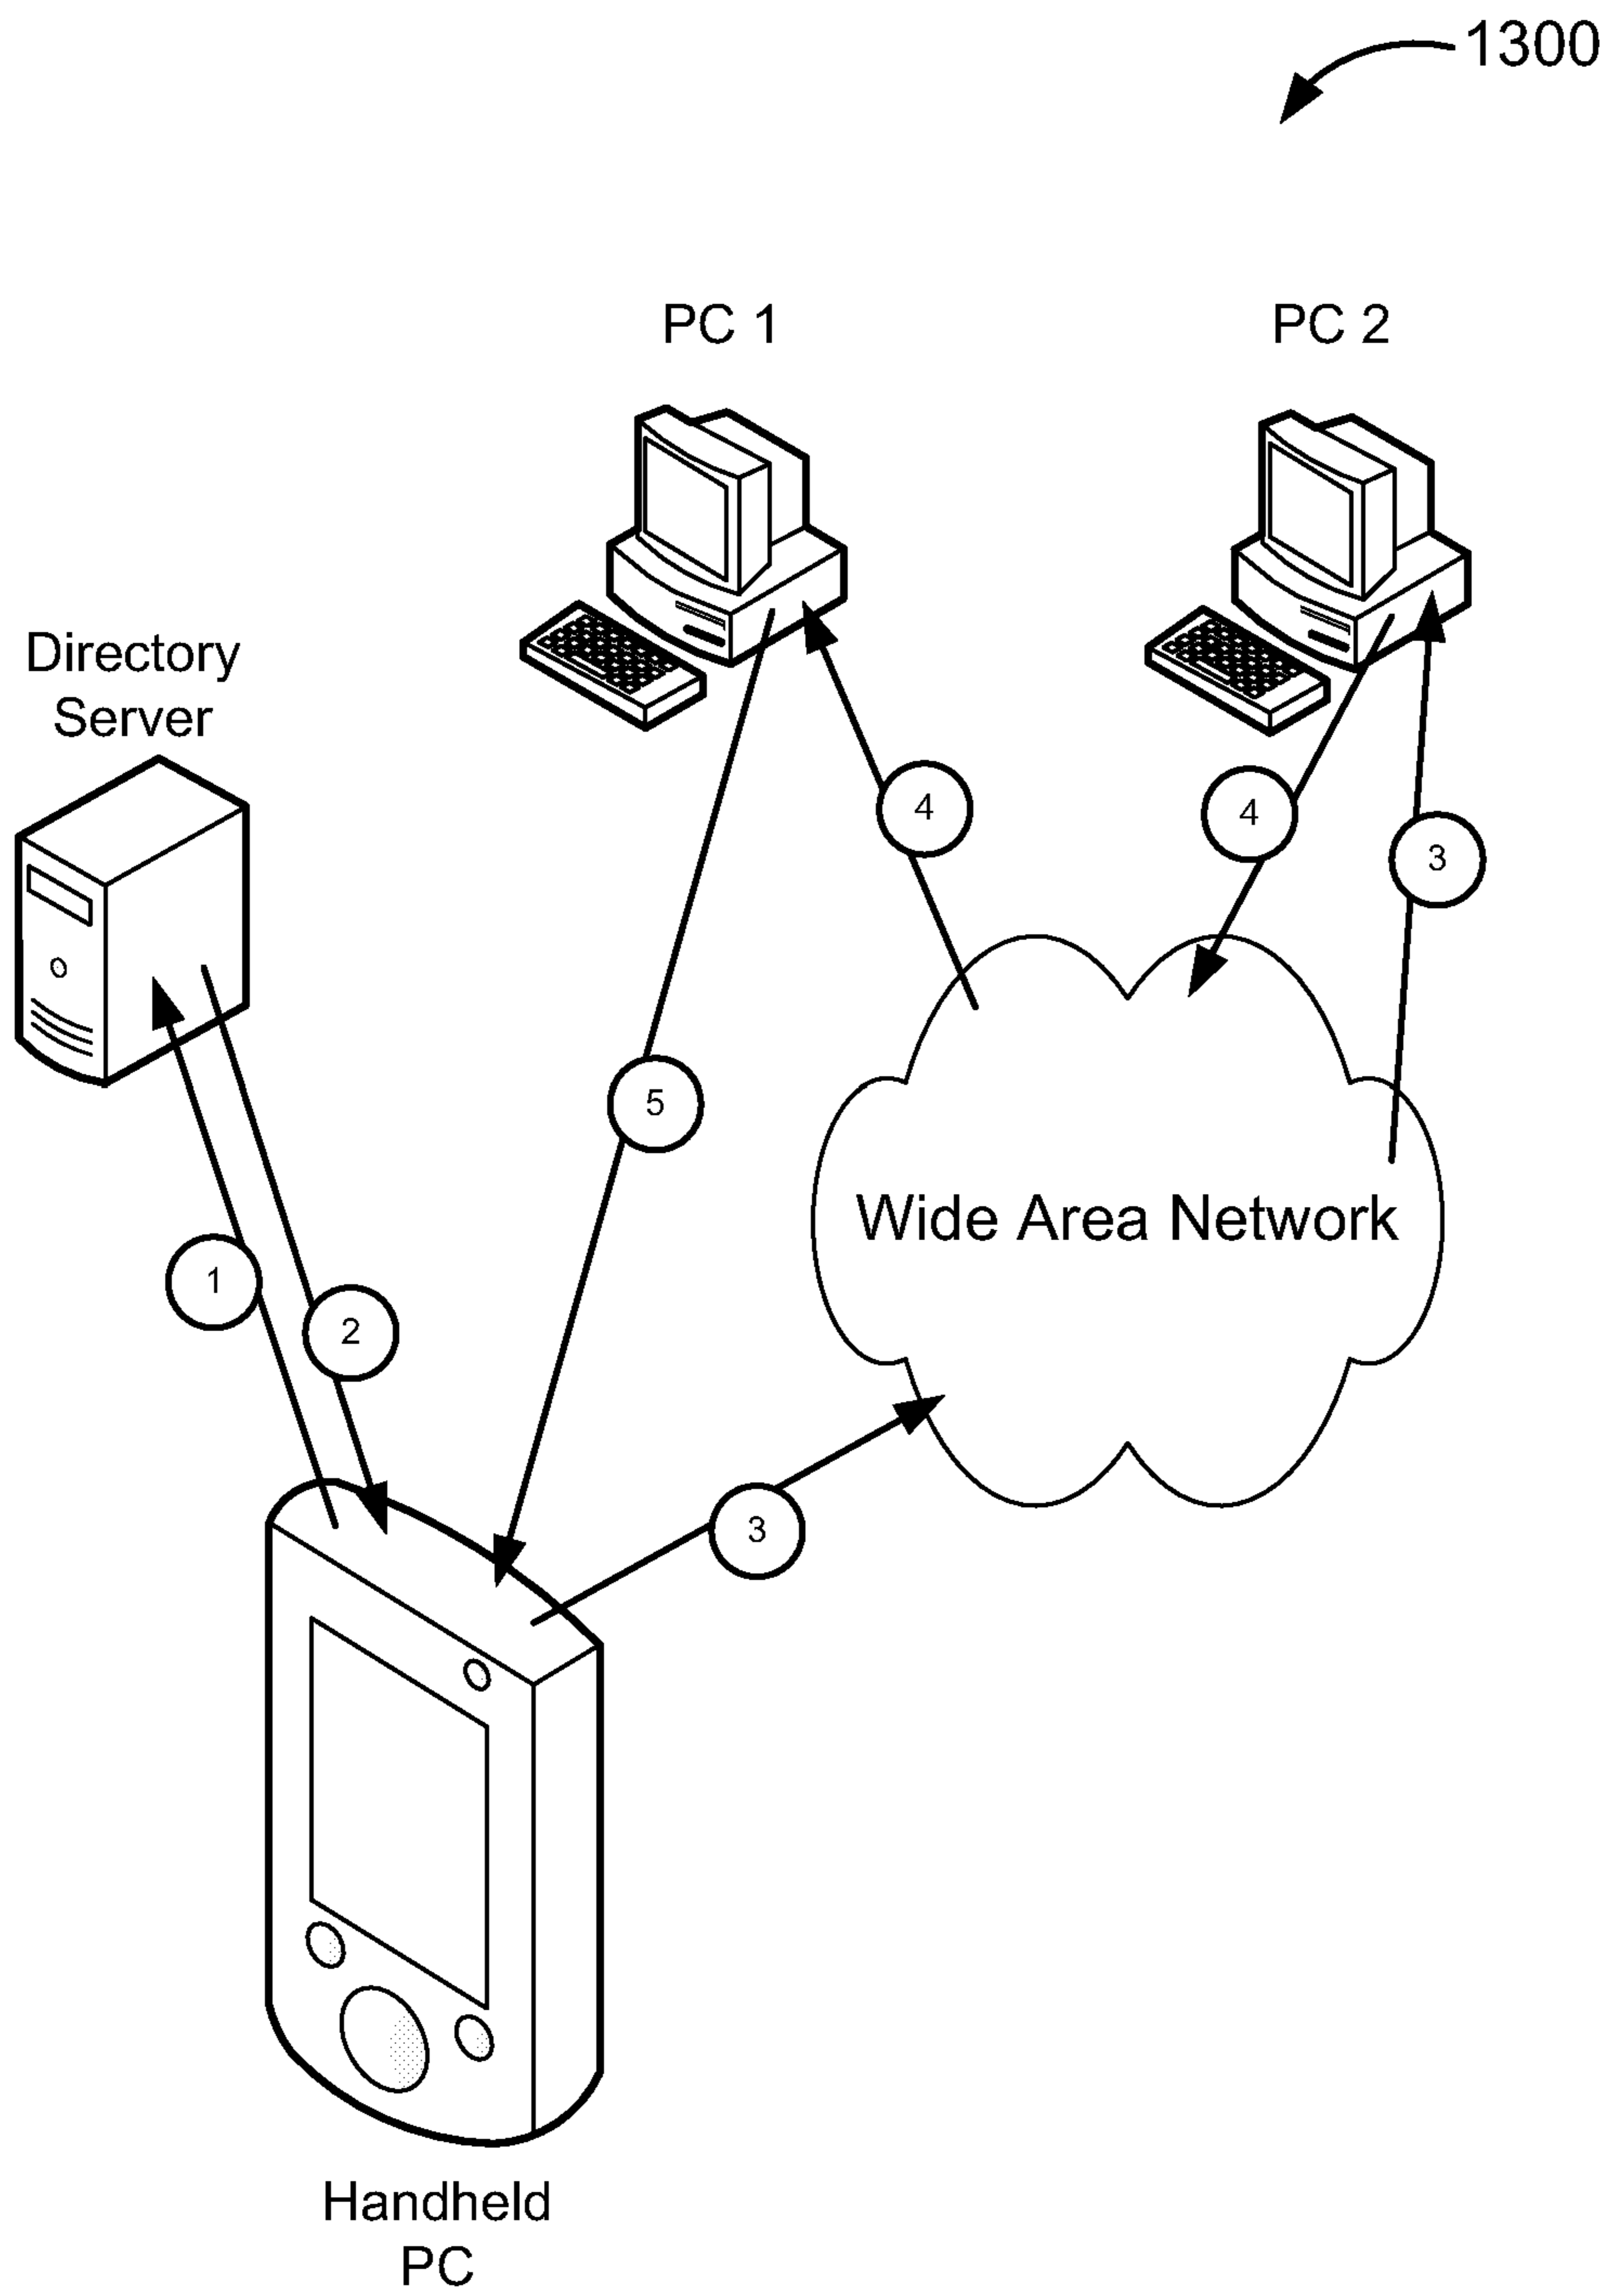 1300
PC 1
PC 2
Directory
Server
4
4
3
5
Wide Area Network
1
2
3
Handheld
PC